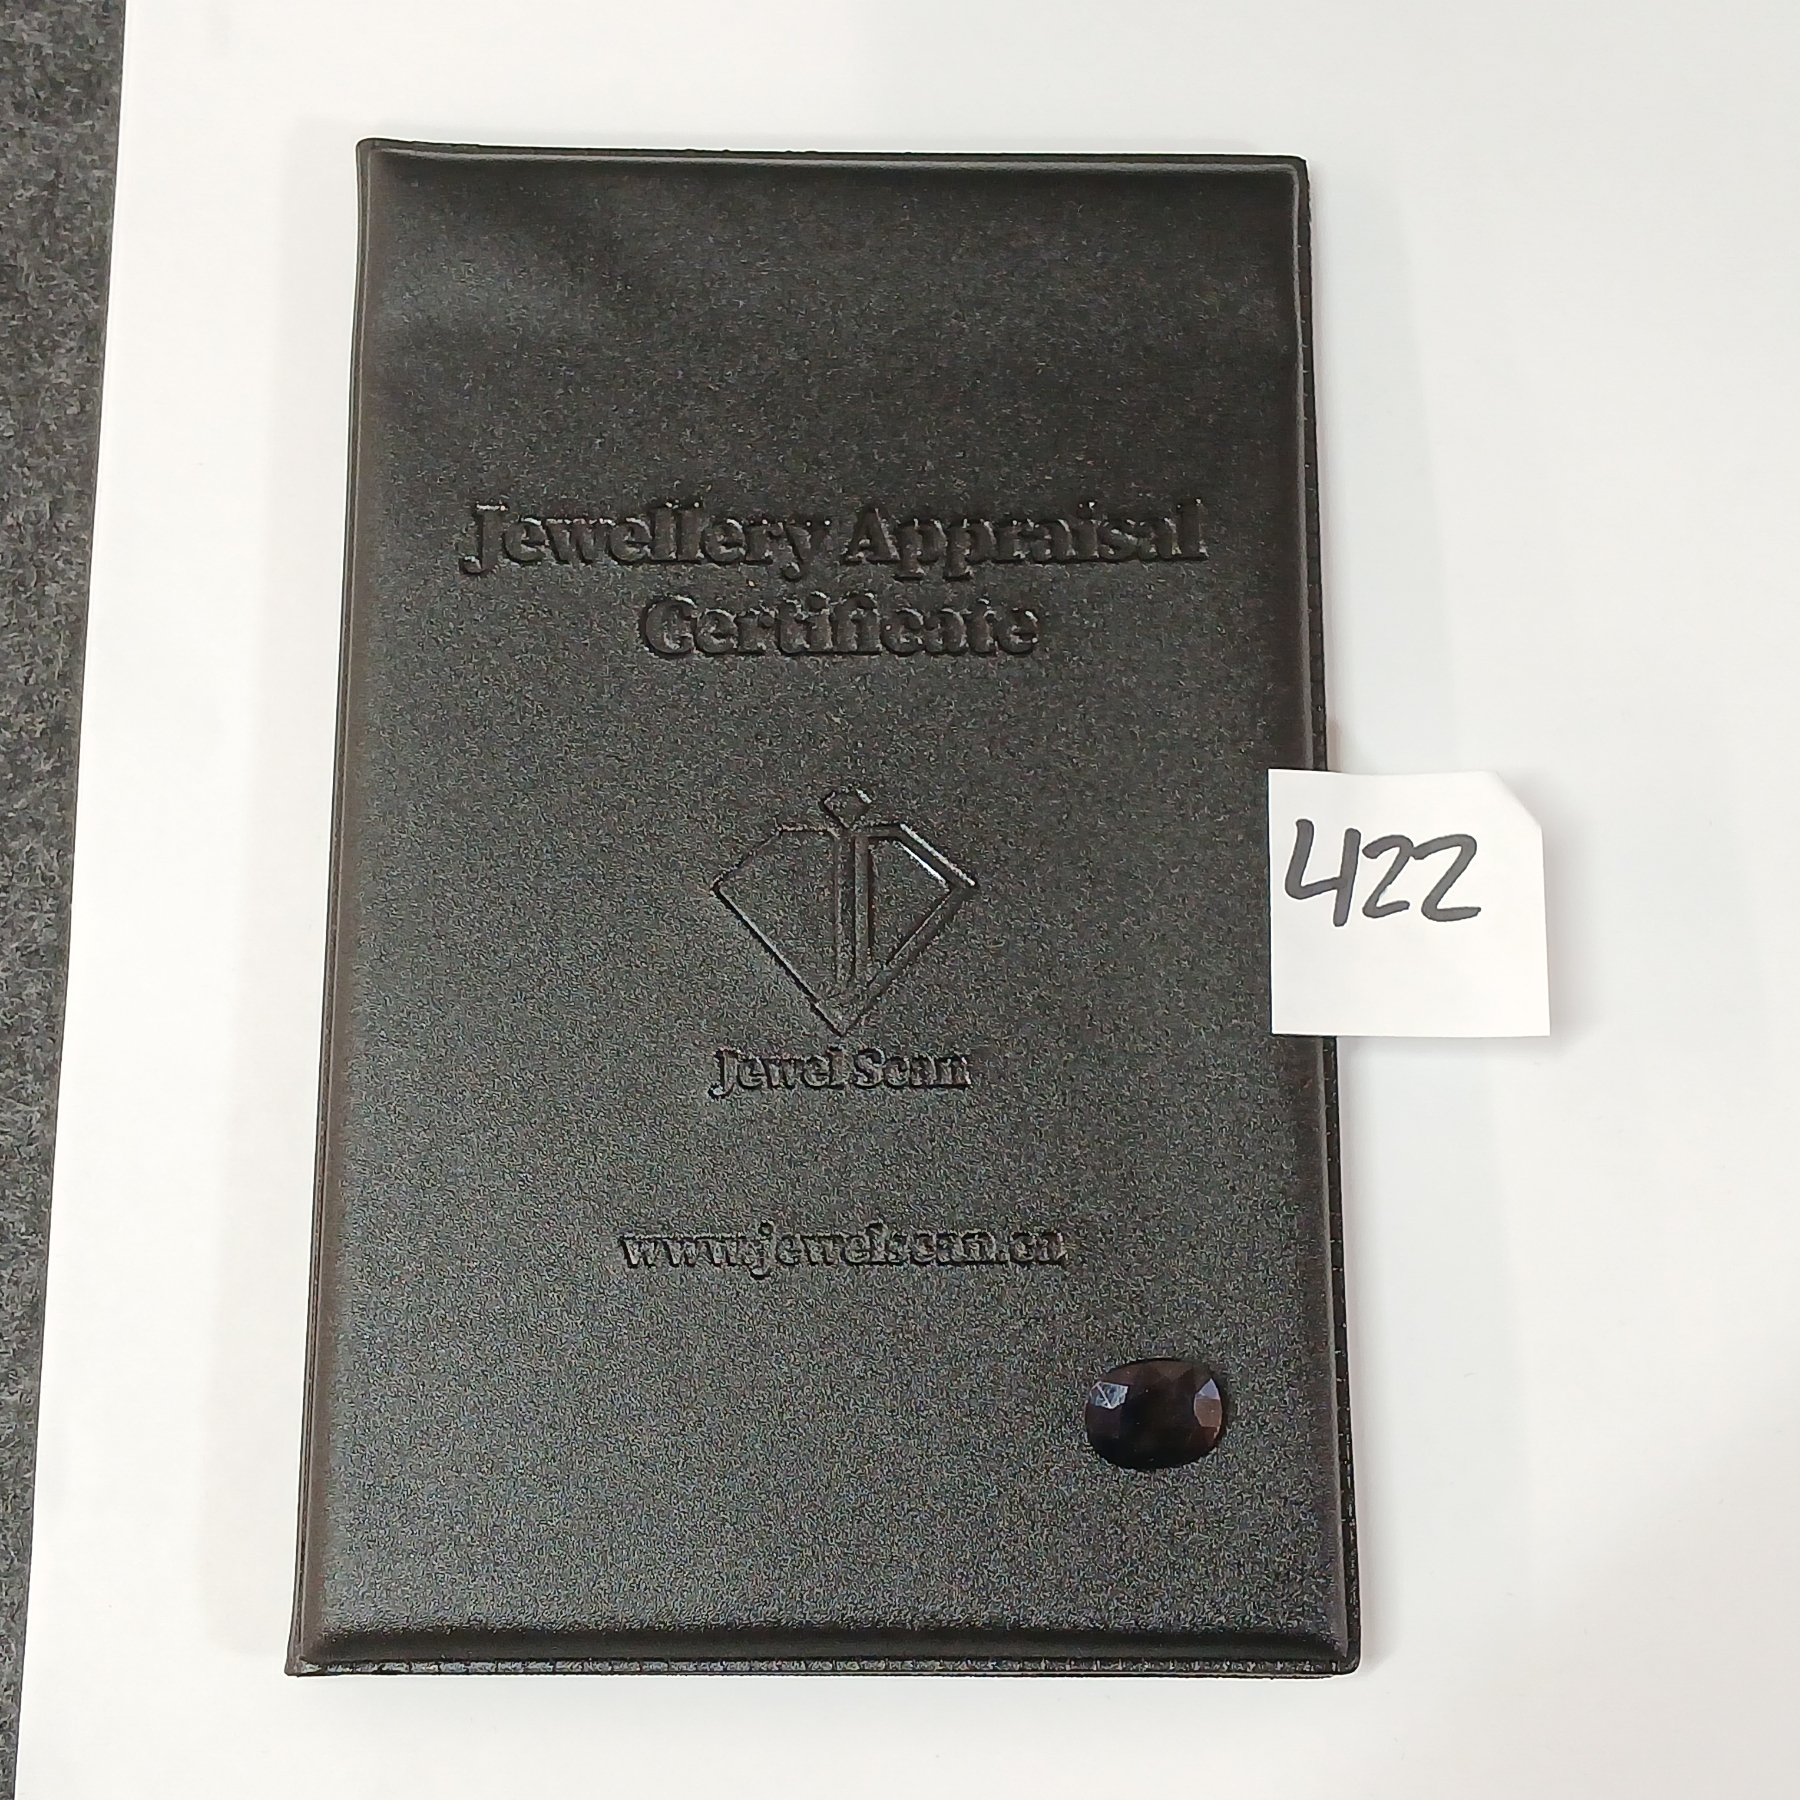 Jewellery Appraisal
Certificate
422
Jewel Scan
www.jewelscan.ca